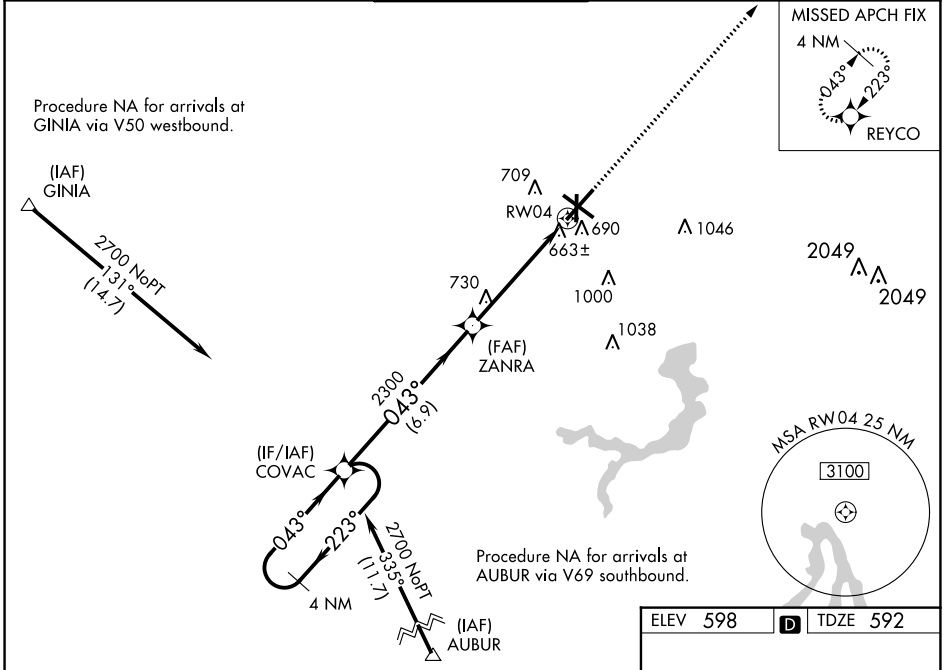 MISSED APCH FIX
4 NM
043°
223°
REYCO
Procedure NA for arrivals at
GINIA via V50 westbound.
(IAF)
GINIA
2700 NoPT
131°
(14.7)
709
RW04
690
663±
1046
2049
2049
730
1000
1038
(FAF)
ZANRA
2300
043°
(6.9)
(IF/IAF)
COVAC
043°
223°
4 NM
2700 NoPT
335°
(11.7)
(IAF)
AUBUR
Procedure NA for arrivals at
AUBUR via V69 southbound.
MSA RW04 25 NM
3100
ELEV 598 D TDZE 592